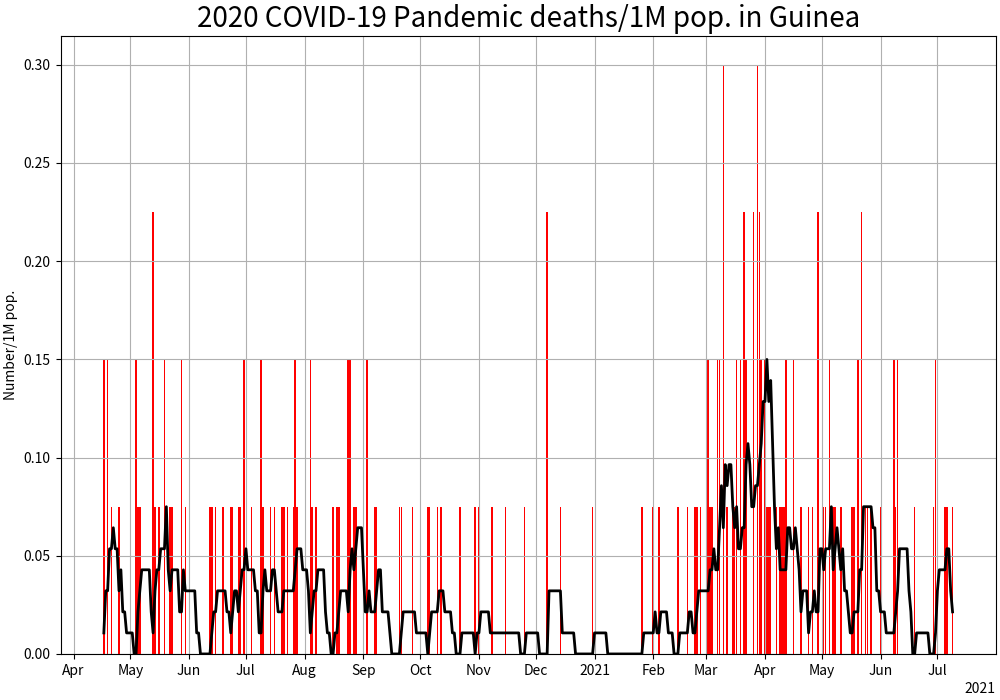 2020 COVID-19 Pandemic deaths/1M pop. in Guinea
Number/1M pop.
0.30
0.25
0.20
0.15
0.10
0.05
0.00
Apr May Jun Jul Aug Sep Oct Nov Dec 2021 Feb Mar Apr May Jun Jul
2021